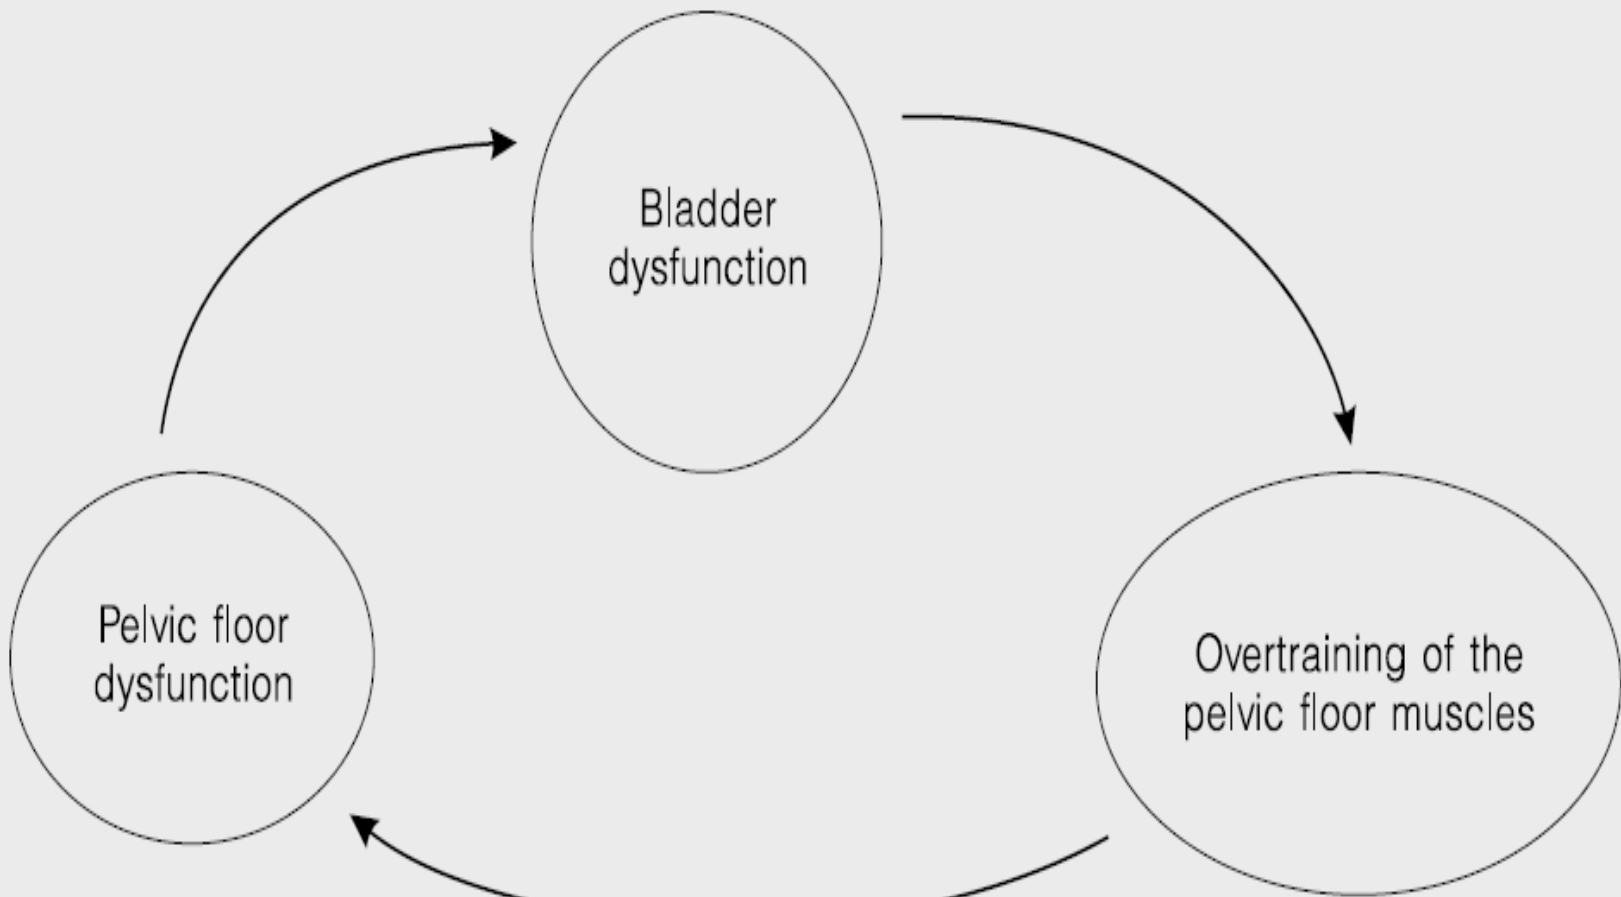 Bladder
dysfunction
Pelvic floor
dysfunction
Overtraining of the
pelvic floor muscles